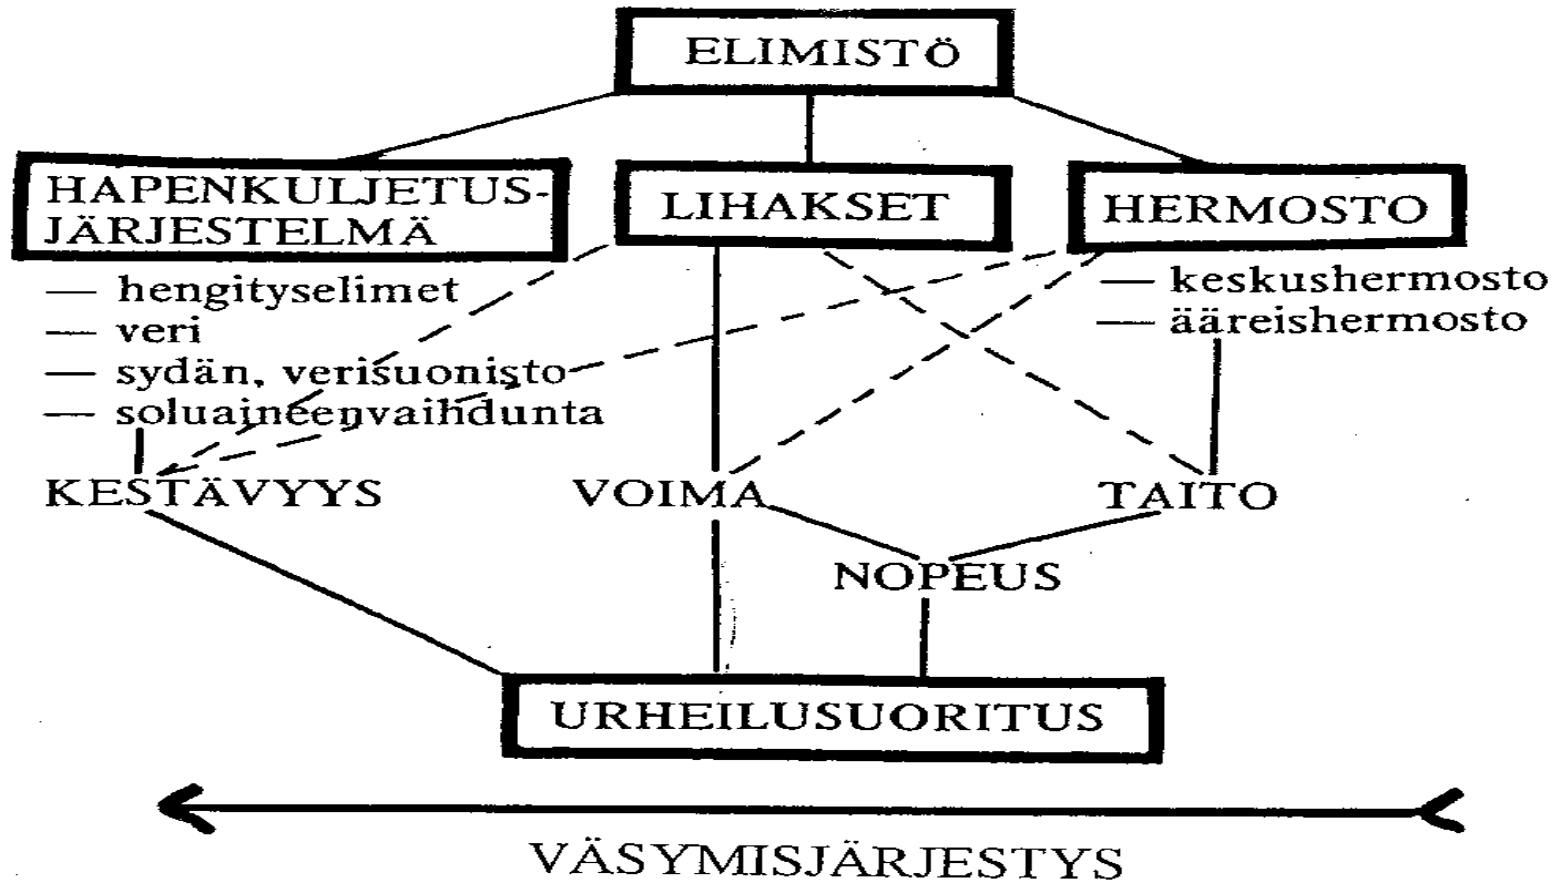 ELIMISTÖ
HAPENKULJETUS-
JÄRJESTELMÄ
LIHAKSET
HERMOSTO
— hengityselimet
— veri
— sydän, verisuonisto
— soluaineenvaihdunta
— keskushermosto
— ääreishermosto
KESTÄVYYS
VOIMA
TAITO
NOPEUS
URHEILUSUORITUS
VÄSYMISJÄRJESTYS